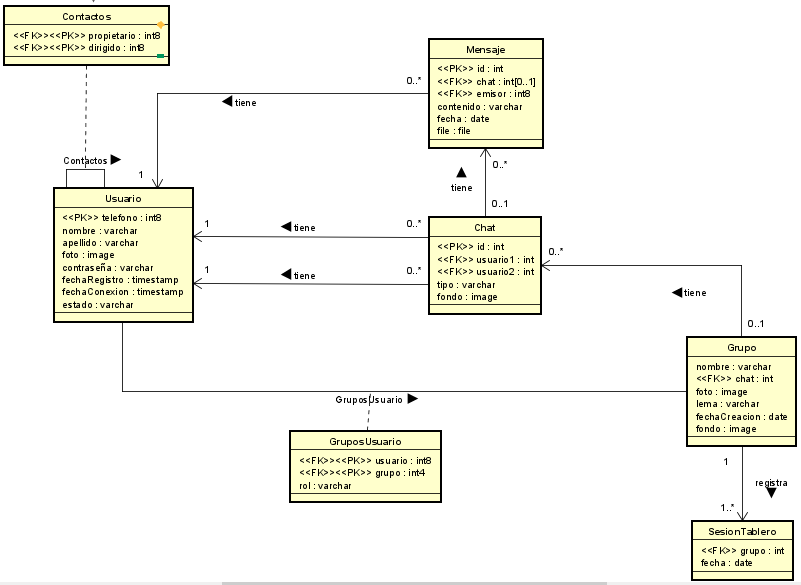 Contactos
<<FK>><<PK>> propietario : int8
<<FK>><<PK>> dirigido : int8
Mensaje
<<PK>> id : int
<<FK>> chat : int[0..1]
<<FK>> emisor : int8
contenido : varchar
fecha : date
file : file
0..*
tiene
1
Contactos
0..*
tiene
0..1
Usuario
<<PK>> telefono : int8
nombre : varchar
apellido : varchar
foto : image
contraseña : varchar
fechaRegistro : timestamp
fechaConexion : timestamp
estado : varchar
1
tiene
0..*
1
tiene
0..*
Chat
<<PK>> id : int
<<FK>> usuario1 : int
<<FK>> usuario2 : int
tipo : varchar
fondo : image
0..*
tiene
0..1
Grupo
nombre : varchar
<<FK>> chat : int
foto : image
lema : varchar
fechaCreacion : date
fondo : image
GruposUsuario
GruposUsuario
<<FK>><<PK>> usuario : int8
<<FK>><<PK>> grupo : int4
rol : varchar
1
registra
1..*
SesionTablero
<<FK>> grupo : int
fecha : date